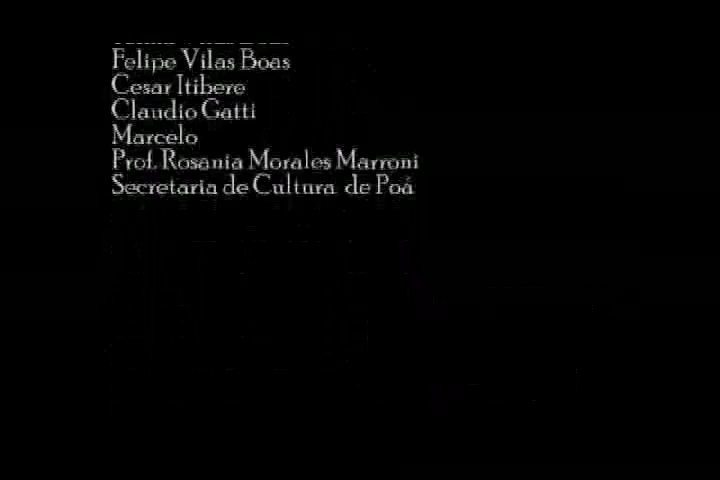 Felipe Vilas Boas
Cesar Itibere
Claudio Gatti
Marcelo
Prof. Rosania Morales Marroni
Secretaria de Cultura de Poá